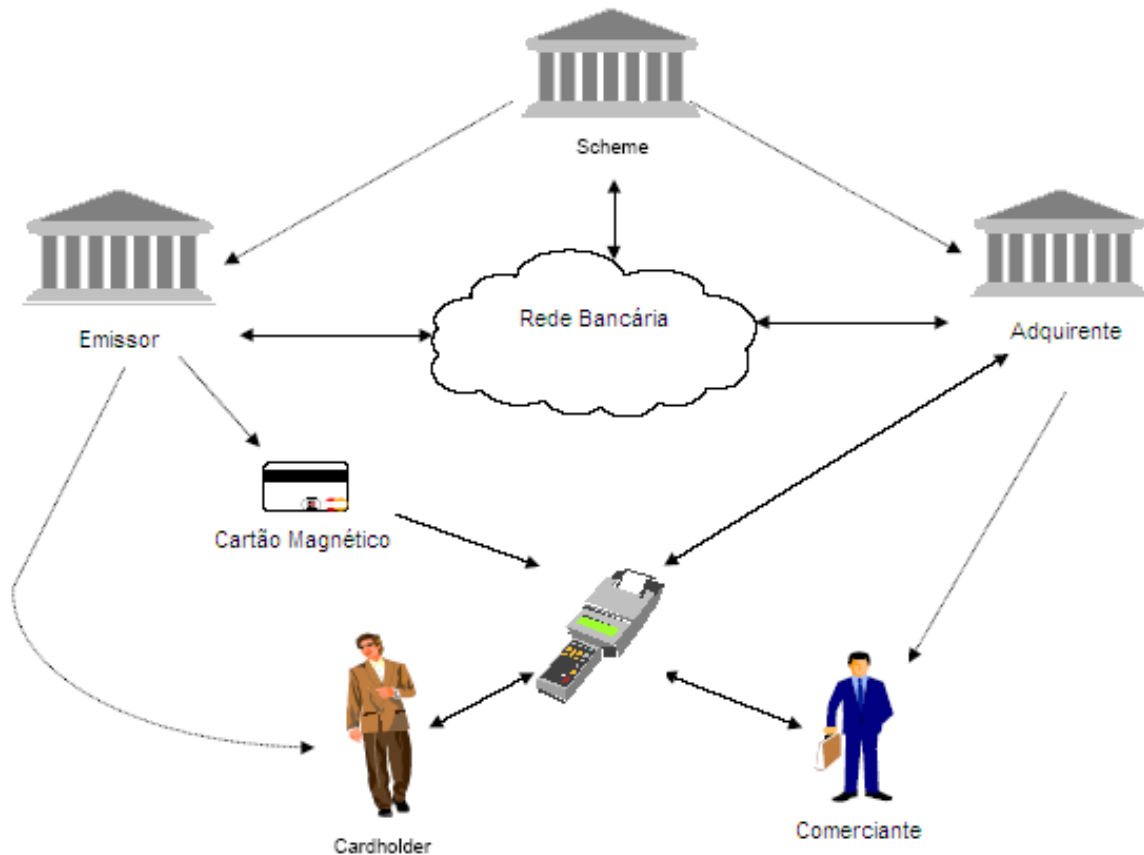 Scheme
Rede Bancária
Emissor
Adquirente
Cartão Magnético
Comerciante
Cardholder